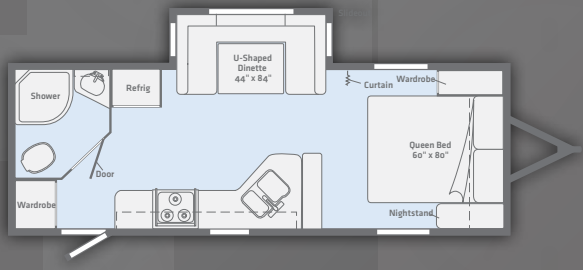 U-Shaped
Dinette
44" x 84"
Shower
Refrig
Curtain
Wardrobe
Queen Bed
60" x 80"
Door
Wardrobe
Nightstand